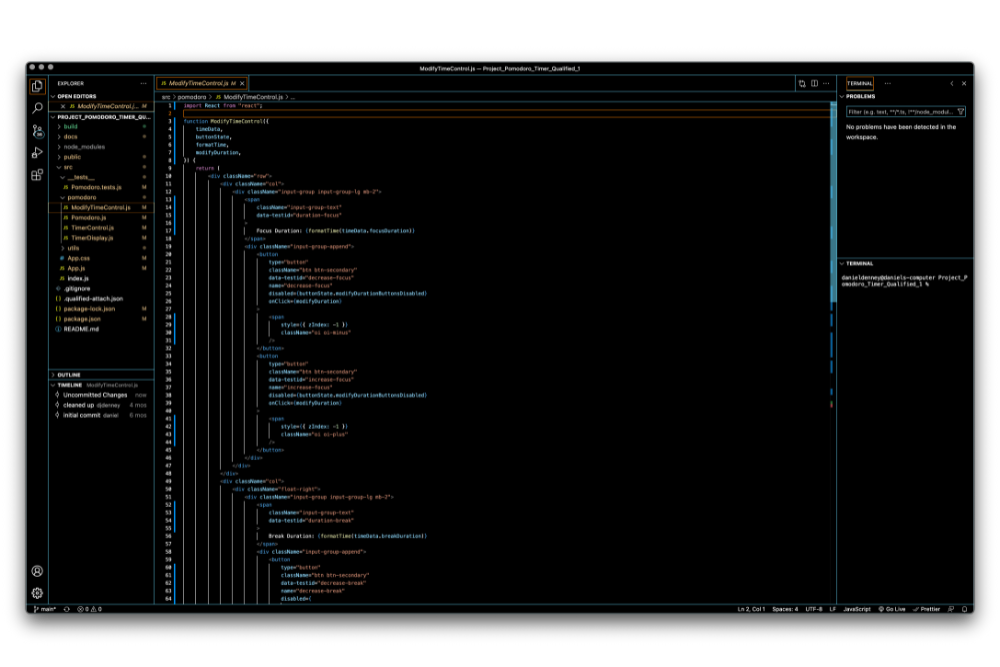 ModifyTimeControl.js — Project_Pomodoro_Timer_Qualified_1
EXPLORER
OPEN EDITORS
JS ModifyTimeControl.j... M
PROJECT_POMODORO_TIMER_QU...
build
docs
node_modules
public
src
__tests__
JS Pomodoro.tests.js M
pomodoro
JS ModifyTimeControl.js M
JS Pomodoro.js M
JS TimerControl.js M
JS TimerDisplay.js M
utils
# App.css M
JS App.js M
JS index.js
.gitignore
{} .qualified-attach.json
{} package-lock.json M
{} package.json M
README.md
OUTLINE
TIMELINE ModifyTimeControl.js
Uncommitted Changes now
cleaned up djdenney 4 mos
initial commit daniel 6 mos
JS ModifyTimeControl.js M
src > pomodoro > JS ModifyTimeControl.js > ...
1 import React from "react";
2
3 function ModifyTimeControl({
4 timeData,
5 buttonState,
6 formatTime,
7 modifyDuration,
8 }) {
9 return (
10 <div className="row">
11 <div className="col">
12 <div className="input-group input-group-lg mb-2">
13 <span
14 className="input-group-text"
15 data-testid="duration-focus"
16 >
17 Focus Duration: {formatTime(timeData.focusDuration)}
18 </span>
19 <div className="input-group-append">
20 <button
21 type="button"
22 className="btn btn-secondary"
23 data-testid="decrease-focus"
24 name="decrease-focus"
25 disabled={buttonState.modifyDurationButtonsDisabled}
26 onClick={modifyDuration}
27 >
28 <span
29 style={{ zIndex: -1 }}
30 className="oi oi-minus"
31 />
32 </button>
33 <button
34 type="button"
35 className="btn btn-secondary"
36 data-testid="increase-focus"
37 name="increase-focus"
38 disabled={buttonState.modifyDurationButtonsDisabled}
39 onClick={modifyDuration}
40 >
41 <span
42 style={{ zIndex: -1 }}
43 className="oi oi-plus"
44 />
45 </button>
46 </div>
47 </div>
48 </div>
49 <div className="col">
50 <div className="float-right">
51 <div className="input-group input-group-lg mb-2">
52 <span
53 className="input-group-text"
54 data-testid="duration-break"
55 >
56 Break Duration: {formatTime(timeData.breakDuration)}
57 </span>
58 <div className="input-group-append">
59 <button
60 type="button"
61 className="btn btn-secondary"
62 data-testid="decrease-break"
63 name="decrease-break"
64 disabled={
TERMINAL ...
PROBLEMS
Filter (e.g. text, **/*.ts, !**/node_modul...
No problems have been detected in the
workspace.
TERMINAL
danieldenney@daniels-computer Project_P
omodoro_Timer_Qualified_1 %
main* 0 0 Ln 2, Col 1 Spaces: 4 UTF-8 LF JavaScript Go Live Prettier